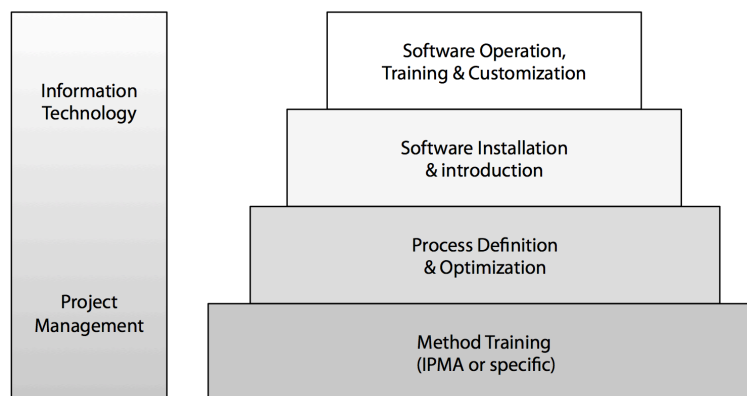 Information
Technology
Project
Management
Software Operation,
Training & Customization
Software Installation
& introduction
Process Definition
& Optimization
Method Training
(IPMA or specific)